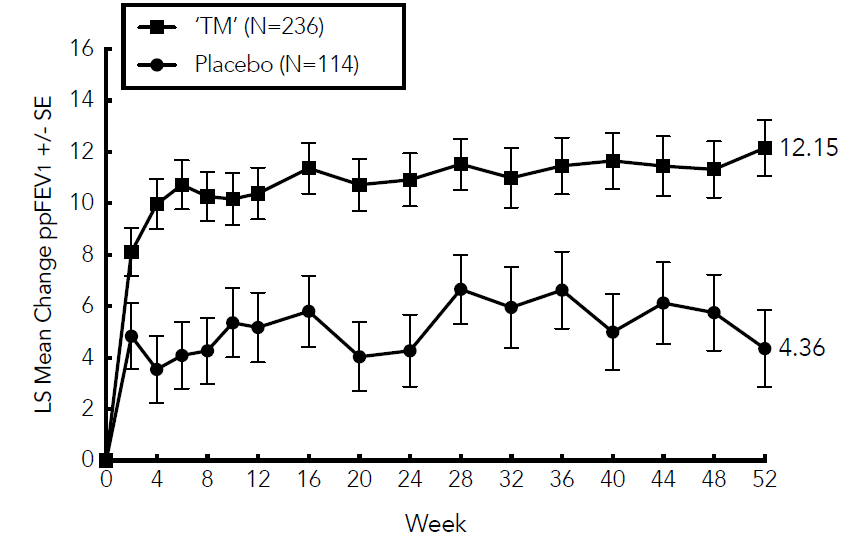 'TM' (N=236)
Placebo (N=114)
LS Mean Change ppFEV1 +/- SE
16
14
12
10
8
6
4
2
0
12.15
4.36
0 4 8 12 16 20 24 28 32 36 40 44 48 52
Week